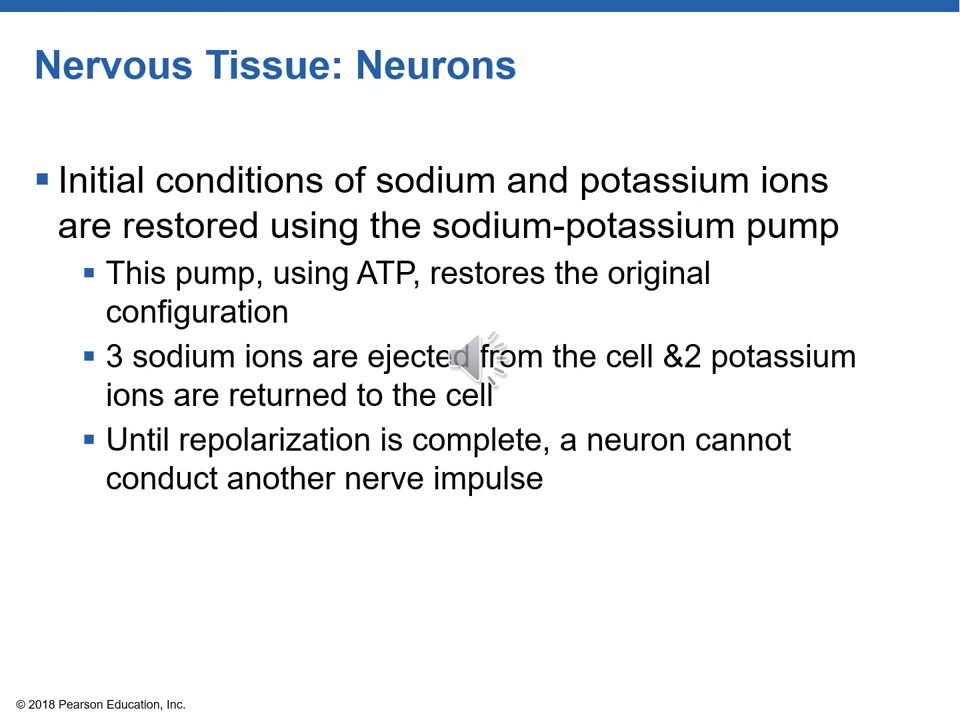 Nervous Tissue: Neurons
Initial conditions of sodium and potassium ions
are restored using the sodium-potassium pump
This pump, using ATP, restores the original
configuration
3 sodium ions are ejected from the cell &2 potassium
ions are returned to the cell
Until repolarization is complete, a neuron cannot
conduct another nerve impulse
© 2018 Pearson Education, Inc.